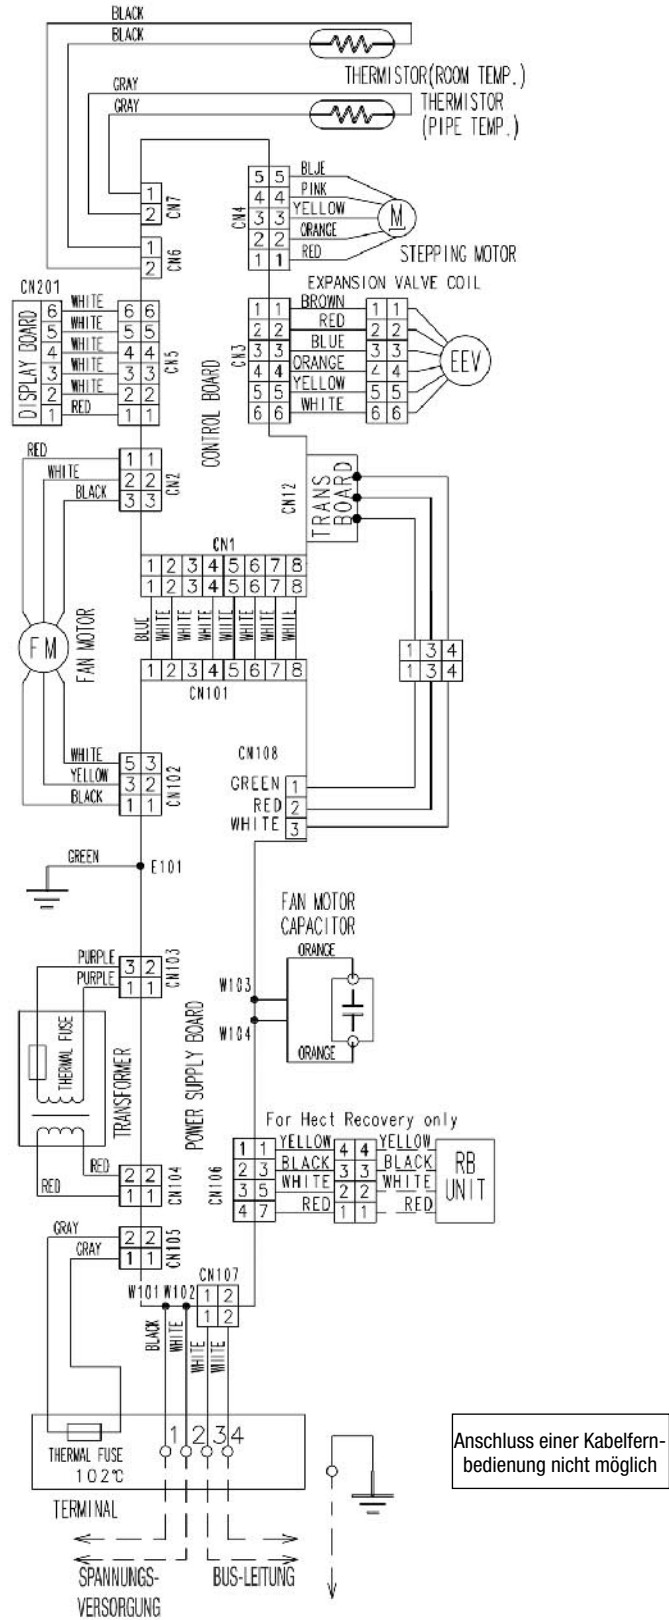 BLACK
BLACK
THERMISTOR(ROOM TEMP.)
GRAY
GRAY
THERMISTOR
(PIPE TEMP.)
1
2
CN7
1
2
CN6
CN4
5 5 BLUE
4 4 PINK
3 3 YELLOW
2 2 ORANGE
1 1 RED
M
STEPPING MOTOR
EXPANSION VALVE COIL
CN3
1 1 BROWN 1 1
2 2 RED 2 2
3 3 BLUE 3 3
4 4 ORANGE 4 4
5 5 YELLOW 5 5
6 6 WHITE 6 6
EEV
CN201
DISPLAY BOARD
6 WHITE 6 6
5 WHITE 5 5
4 WHITE 4 4
3 WHITE 3 3
2 WHITE 2 2
1 RED 1 1
CN5
CONTROL BOARD
RED 1 1
WHITE 2 2
BLACK 3 3
CN2
CN12
TRANS
BOARD
CN1
1 2 3 4 5 6 7 8
1 2 3 4 5 6 7 8
BLUE WHITE WHITE WHITE WHITE WHITE WHITE WHITE
1 2 3 4 5 6 7 8
CN101
FM
FAN MOTOR
1 3 4
1 3 4
WHITE 5 3
YELLOW 3 2
BLACK 1 1
CN102
CN108
GREEN 1
RED 2
WHITE 3
GREEN
E101
FAN MOTOR
CAPACITOR
ORANGE
W103
W104
ORANGE
PURPLE 3 2
PURPLE 1 1
CN103
THERMAL FUSE
TRANSFORMER
POWER SUPPLY BOARD
RED 2 2
RED 1 1
CN104
For Hect Recovery only
CN106
1 1 YELLOW 4 4 YELLOW
2 3 BLACK 3 3 BLACK
3 5 WHITE 2 2 WHITE
4 7 RED 1 1 RED
RB
UNIT
GRAY 2 2
GRAY 1 1
CN105
CN107
W101 W102
1 2
1 2
BLACK WHITE WHITE WHITE
1 2 3 4
THERMAL FUSE
102℃
TERMINAL
SPANNUNGS-
VERSORGUNG
BUS-LEITUNG
Anschluss einer Kabelfern-
bedienung nicht möglich